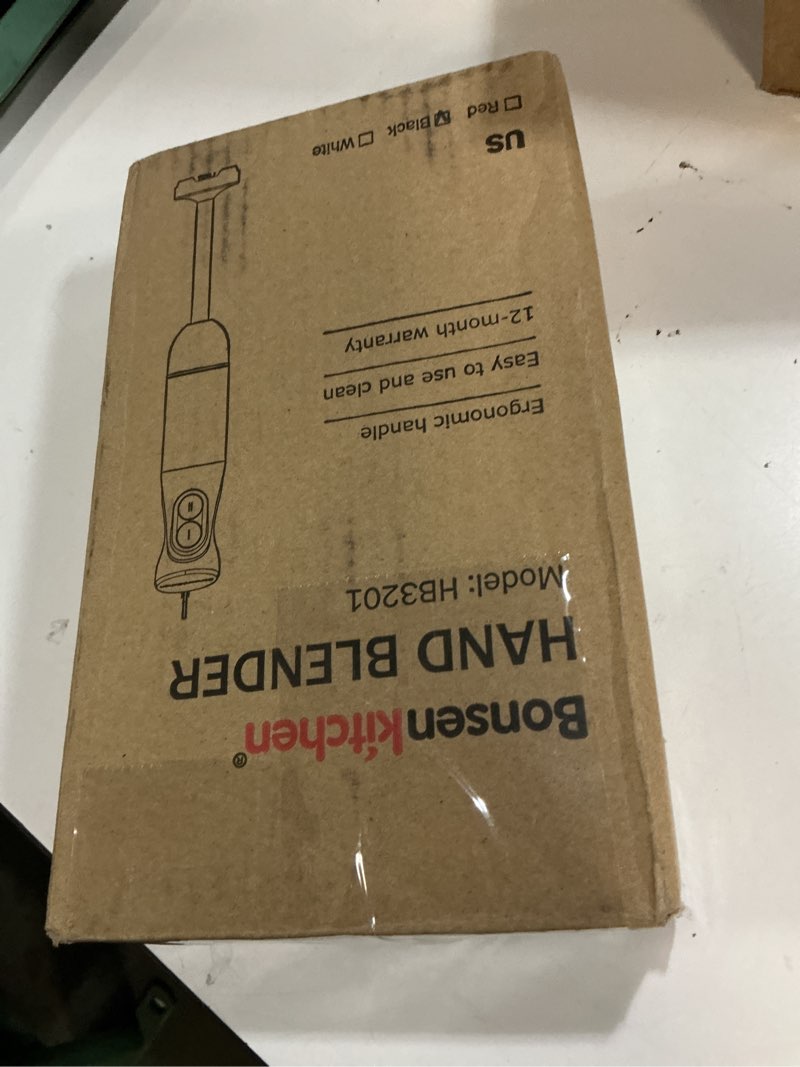 Bonsenkitchen®
HAND BLENDER
Model: HB3201
Ergonomic handle
Easy to use and clean
12-month warranty
US
☐ Red ☑ Black ☐ White
I
II